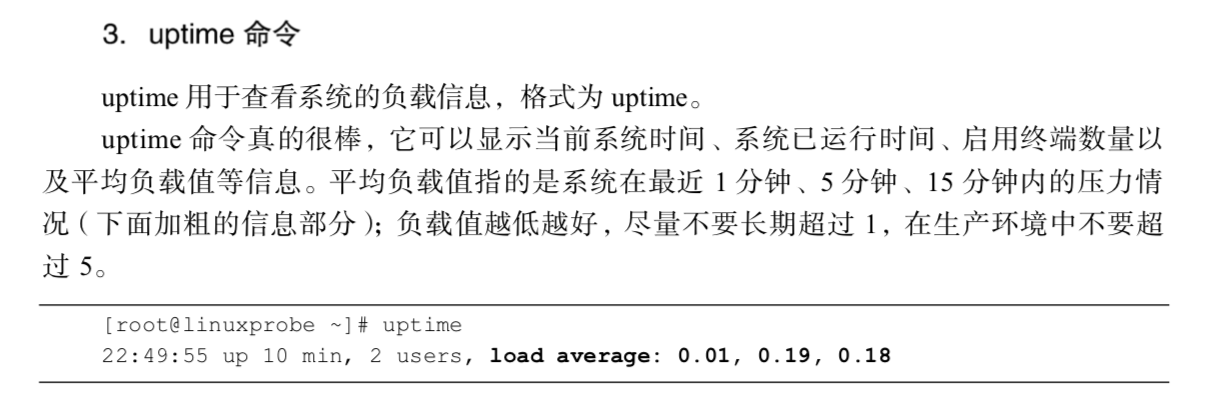 3. uptime 命令
uptime 用于查看系统的负载信息，格式为 uptime。
uptime 命令真的很棒，它可以显示当前系统时间、系统已运行时间、启用终端数量以
及平均负载值等信息。平均负载值指的是系统在最近 1 分钟、5 分钟、15 分钟内的压力情
况（下面加粗的信息部分）；负载值越低越好，尽量不要长期超过 1，在生产环境中不要超
过 5。
[root@linuxprobe ~]# uptime
22:49:55 up 10 min, 2 users, load average: 0.01, 0.19, 0.18